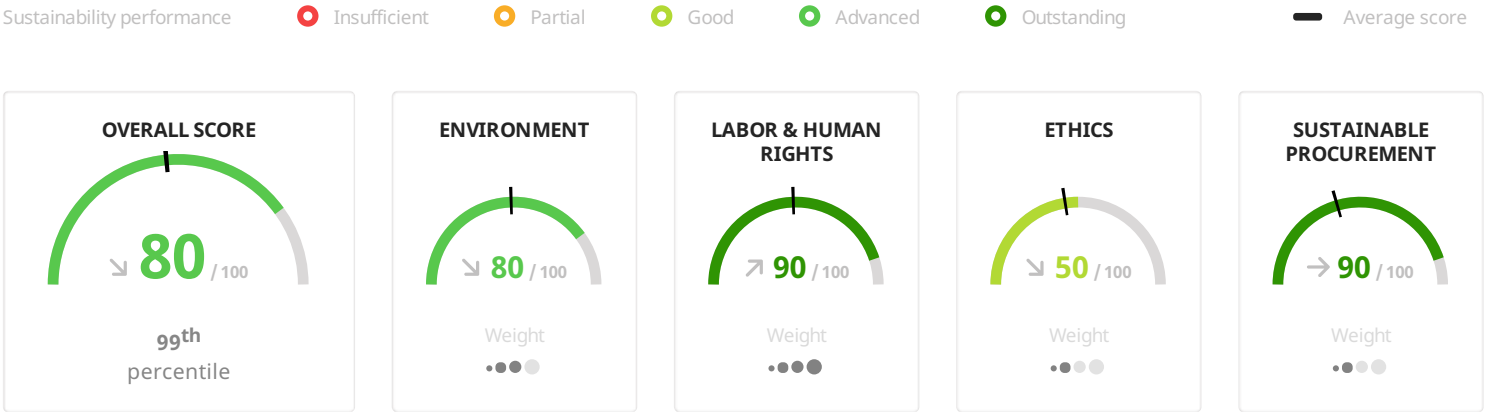 Sustainability performance Insufficient Partial Good Advanced Outstanding Average score
OVERALL SCORE
80 / 100
99th
percentile
ENVIRONMENT
80 / 100
Weight
LABOR & HUMAN
RIGHTS
90 / 100
Weight
ETHICS
50 / 100
Weight
SUSTAINABLE
PROCUREMENT
90 / 100
Weight